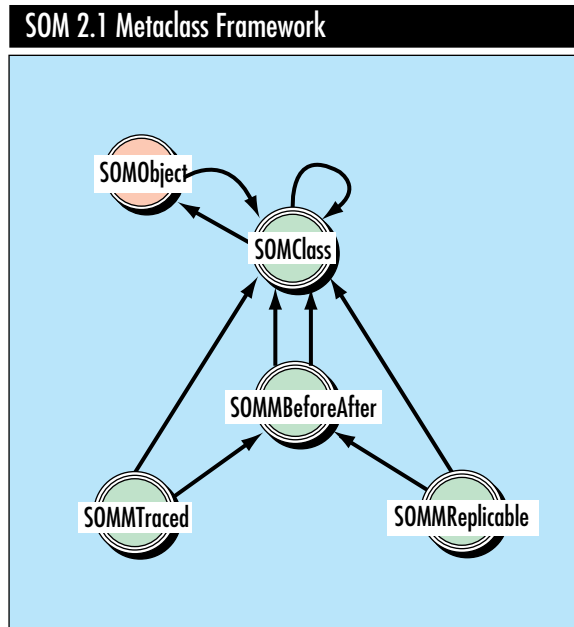 SOM 2.1 Metaclass Framework
SOMObject
SOMClass
SOMMBeforeAfter
SOMMTraced
SOMMReplicable